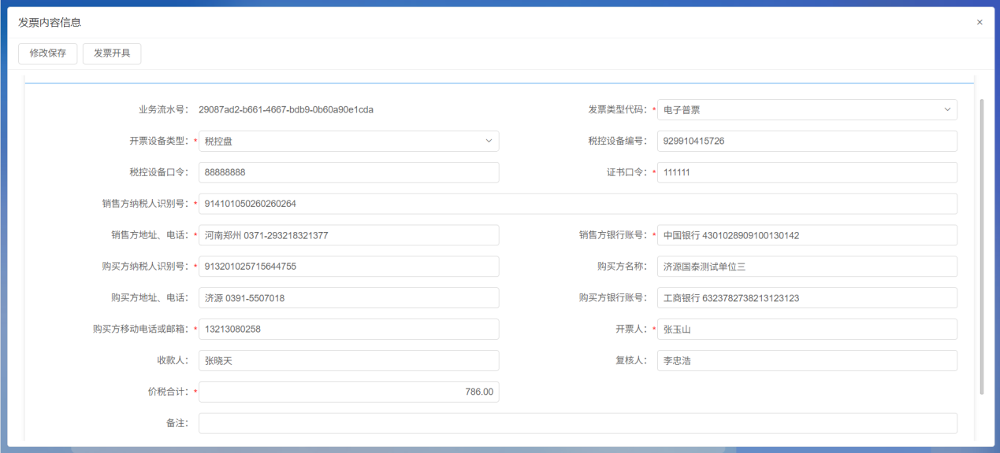 发票内容信息 ×
修改保存 发票开具
业务流水号： 29087ad2-b661-4667-bdb9-0b60a90e1cda 发票类型代码：* 电子普票
开票设备类型：* 税控盘 税控设备编号： 929910415726
税控设备口令： 88888888 证书口令：* 111111
销售方纳税人识别号：* 914101050260260264
销售方地址、电话：* 河南郑州 0371-293218321377 销售方银行账号：* 中国银行 4301028909100130142
购买方纳税人识别号：* 913201025715644755 购买方名称： 济源国泰测试单位三
购买方地址、电话： 济源 0391-5507018 购买方银行账号： 工商银行 6323782738213123123
购买方移动电话或邮箱：* 13213080258 开票人：* 张玉山
收款人： 张晓天 复核人： 李忠浩
价税合计：* 786.00
备注：